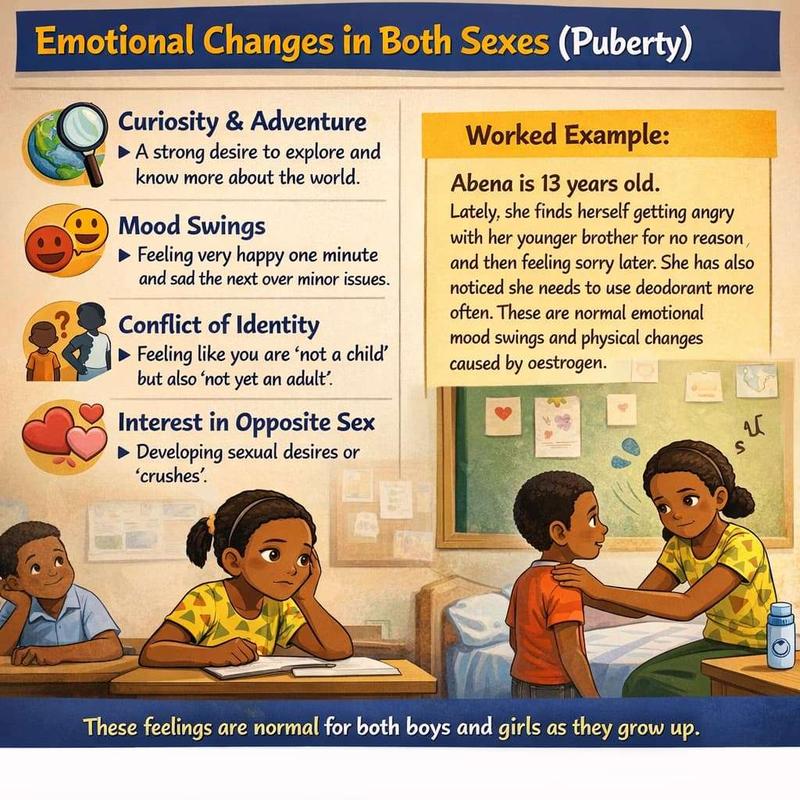 Emotional Changes in Both Sexes (Puberty)
Curiosity & Adventure
▶ A strong desire to explore and
know more about the world.
Mood Swings
▶ Feeling very happy one minute
and sad the next over minor issues.
?
Conflict of Identity
▶ Feeling like you are ‘not a child’
but also ‘not yet an adult’.
Interest in Opposite Sex
▶ Developing sexual desires or
‘crushes’.
Worked Example:
Abena is 13 years old.
Lately, she finds herself getting angry
with her younger brother for no reason,
and then feeling sorry later. She has also
noticed she needs to use deodorant more
often. These are normal emotional
mood swings and physical changes
caused by oestrogen.
These feelings are normal for both boys and girls as they grow up.